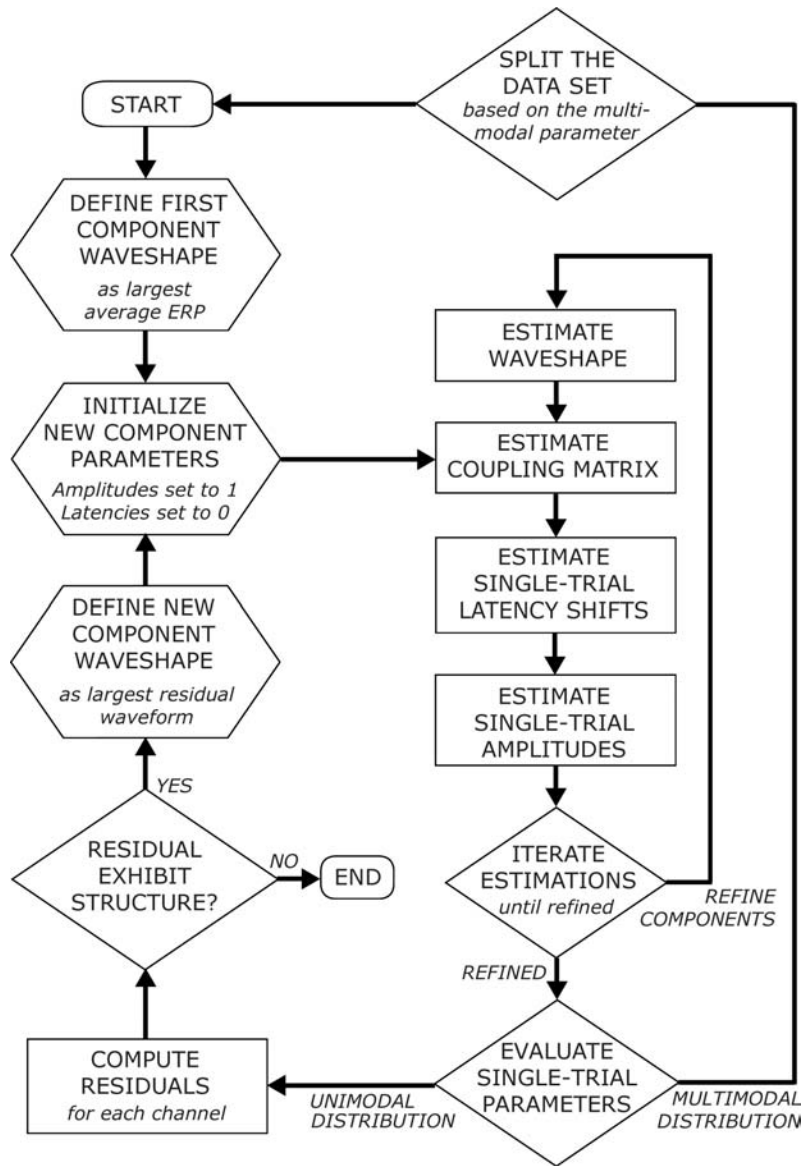 SPLIT THE
DATA SET
based on the multi-
modal parameter
START
DEFINE FIRST
COMPONENT
WAVESHAPE
as largest
average ERP
INITIALIZE
NEW COMPONENT
PARAMETERS
Amplitudes set to 1
Latencies set to 0
DEFINE NEW
COMPONENT
WAVESHAPE
as largest residual
waveform
YES
RESIDUAL
EXHIBIT
STRUCTURE?
NO
END
COMPUTE
RESIDUALS
for each channel
ESTIMATE
WAVESHAPE
ESTIMATE
COUPLING MATRIX
ESTIMATE
SINGLE-TRIAL
LATENCY SHIFTS
ESTIMATE
SINGLE-TRIAL
AMPLITUDES
ITERATE
ESTIMATIONS
until refined
REFINE
COMPONENTS
REFINED
EVALUATE
SINGLE-TRIAL
PARAMETERS
UNIMODAL
DISTRIBUTION
MULTIMODAL
DISTRIBUTION